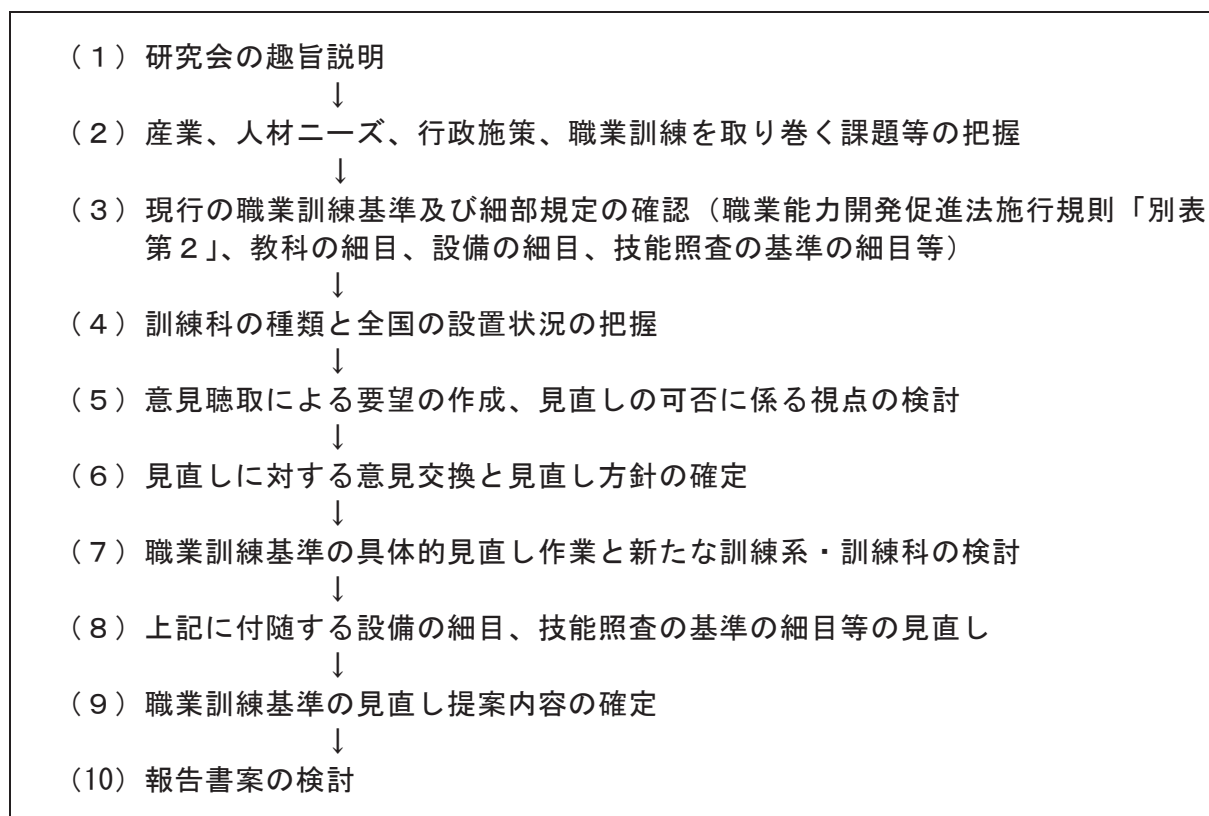 （１）研究会の趣旨説明
↓
（２）産業、人材ニーズ、行政施策、職業訓練を取り巻く課題等の把握
↓
（３）現行の職業訓練基準及び細部規定の確認（職業能力開発促進法施行規則「別表
第２」、教科の細目、設備の細目、技能照査の基準の細目等）
↓
（４）訓練科の種類と全国の設置状況の把握
↓
（５）意見聴取による要望の作成、見直しの可否に係る視点の検討
↓
（６）見直しに対する意見交換と見直し方針の確定
↓
（７）職業訓練基準の具体的見直し作業と新たな訓練系・訓練科の検討
↓
（８）上記に付随する設備の細目、技能照査の基準の細目等の見直し
↓
（９）職業訓練基準の見直し提案内容の確定
↓
（10）報告書案の検討